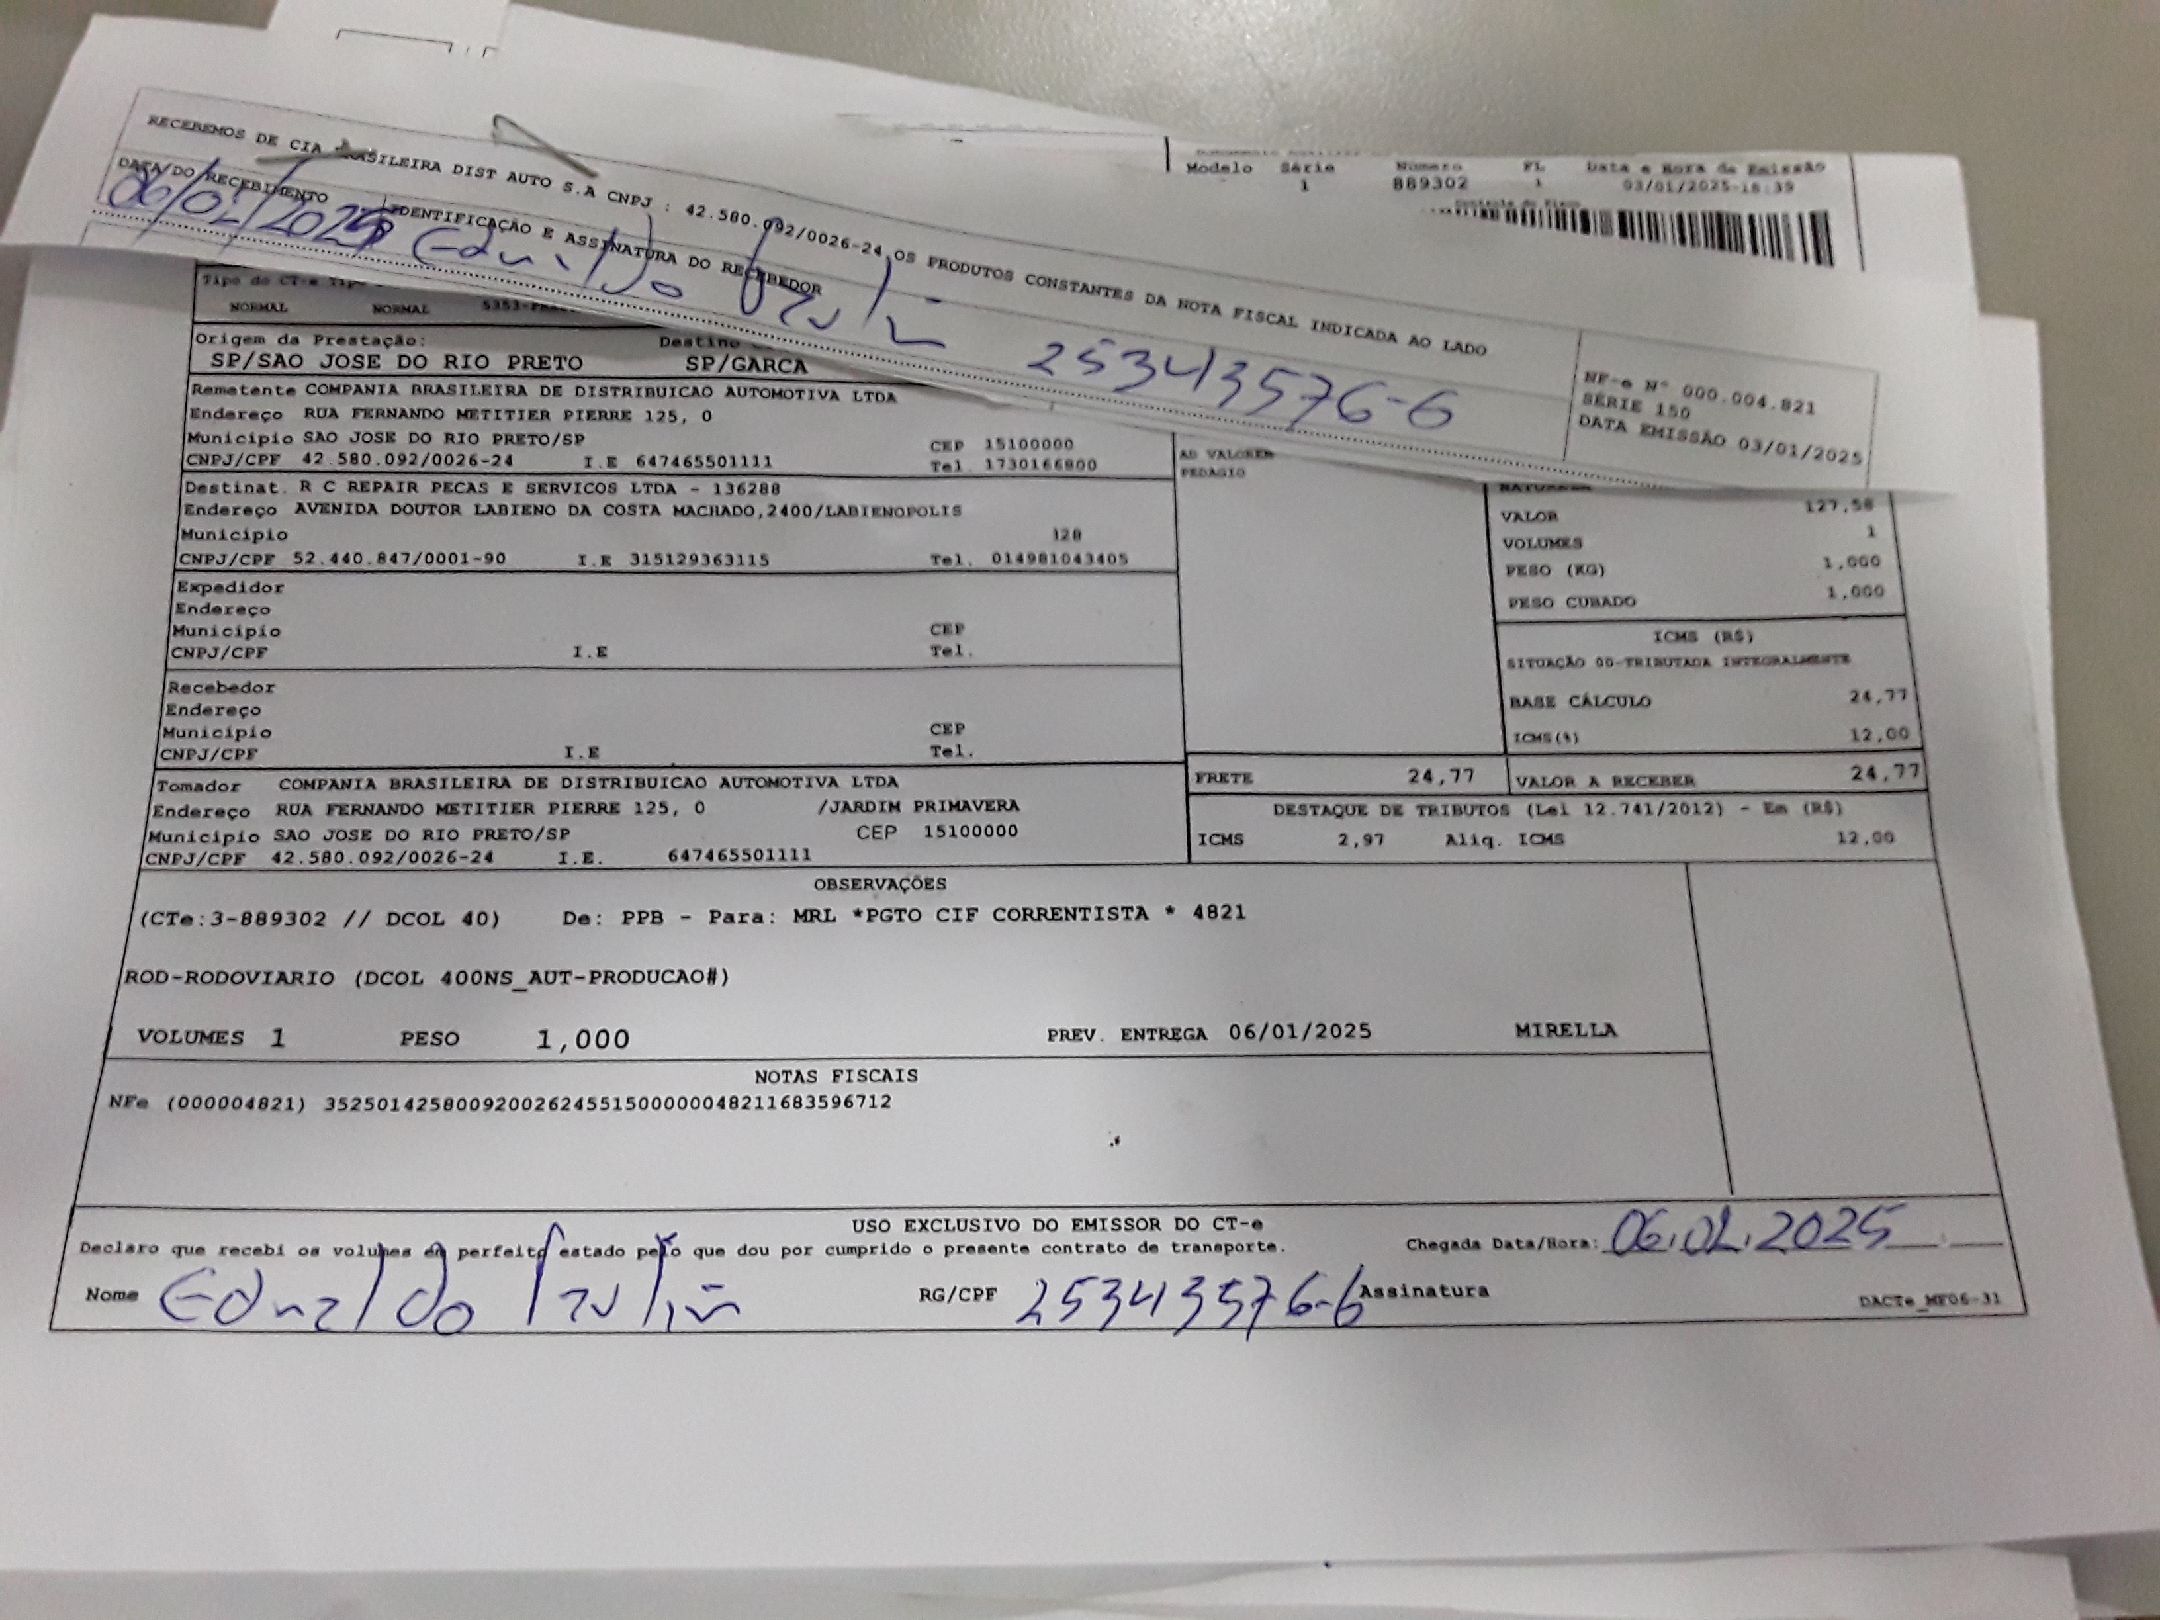 RECEBEMOS DE CIA BRASILEIRA DIST AUTO S.A CNPJ : 42.580.092/0026-24 OS PRODUTOS CONSTANTES DA NOTA FISCAL INDICADA AO LADO
DATA/DO RECEBIMENTO IDENTIFICAÇÃO E ASSINATURA DO RECEBEDOR
06/01/2025 25343576-6
NF-e Nº 000.004.821
SÉRIE 150
DATA EMISSÃO 03/01/2025
Modelo Série Número FL Data e Hora de Emissão
1 889302 1 03/01/2025-18:39
Controle do Fisco
Tipo do CT-e
NORMAL NORMAL
Origem da Prestação: Destino
SP/SAO JOSE DO RIO PRETO SP/GARCA
Remetente COMPANIA BRASILEIRA DE DISTRIBUICAO AUTOMOTIVA LTDA
Endereço RUA FERNANDO METITIER PIERRE 125, 0
Município SAO JOSE DO RIO PRETO/SP CEP 15100000
CNPJ/CPF 42.580.092/0026-24 I.E 647465501111 Tel. 1730166800
Destinat. R C REPAIR PECAS E SERVICOS LTDA - 136288
Endereço AVENIDA DOUTOR LABIENO DA COSTA MACHADO,2400/LABIENOPOLIS
Município 128
CNPJ/CPF 52.440.847/0001-90 I.E 315129363115 Tel. 014981043405
Expedidor
Endereço
Município CEP
CNPJ/CPF I.E Tel.
Recebedor
Endereço
Município CEP
CNPJ/CPF I.E Tel.
Tomador COMPANIA BRASILEIRA DE DISTRIBUICAO AUTOMOTIVA LTDA
Endereço RUA FERNANDO METITIER PIERRE 125, 0 /JARDIM PRIMAVERA
Município SAO JOSE DO RIO PRETO/SP CEP 15100000
CNPJ/CPF 42.580.092/0026-24 I.E. 647465501111
AD VALOREM
PEDAGIO
NATUREZA
VALOR 127,58
VOLUMES 1
PESO (KG) 1,000
PESO CUBADO 1,000
ICMS (R$)
SITUAÇÃO 00-TRIBUTADA INTEGRALMENTE
BASE CÁLCULO 24,77
ICMS(%) 12,00
FRETE 24,77 VALOR A RECEBER 24,77
DESTAQUE DE TRIBUTOS (Lei 12.741/2012) - Em (R$)
ICMS 2,97 Aliq. ICMS 12,00
OBSERVAÇÕES
(CTe:3-889302 // DCOL 40) De: PPB - Para: MRL *PGTO CIF CORRENTISTA * 4821
ROD-RODOVIARIO (DCOL 400NS_AUT-PRODUCAO#)
VOLUMES 1 PESO 1,000 PREV. ENTREGA 06/01/2025 MIRELLA
NOTAS FISCAIS
NFe (000004821) 35250142580092002624551500000048211683596712
USO EXCLUSIVO DO EMISSOR DO CT-e
Declaro que recebi os volumes em perfeito estado pelo que dou por cumprido o presente contrato de transporte. Chegada Data/Hora: 06.01.2025
Nome RG/CPF 25343576-6 Assinatura
DACTe_MF06-31